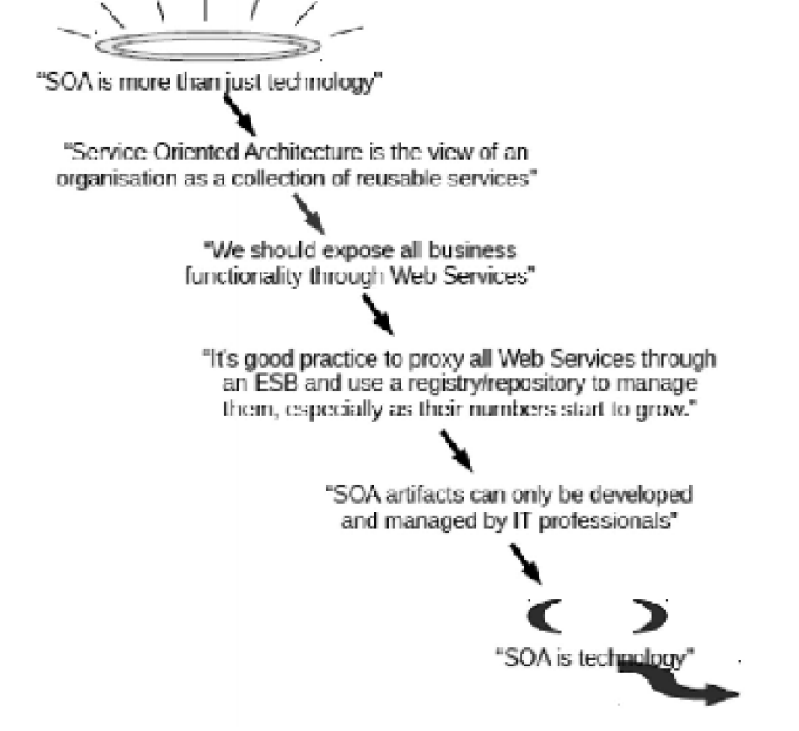 "SOA is more than just technology"
"Service Oriented Architecture is the view of an
organisation as a collection of reusable services"
"We should expose all business
functionality through Web Services"
"It's good practice to proxy all Web Services through
an ESB and use a registry/repository to manage
them, especially as their numbers start to grow."
"SOA artifacts can only be developed
and managed by IT professionals"
"SOA is technology"